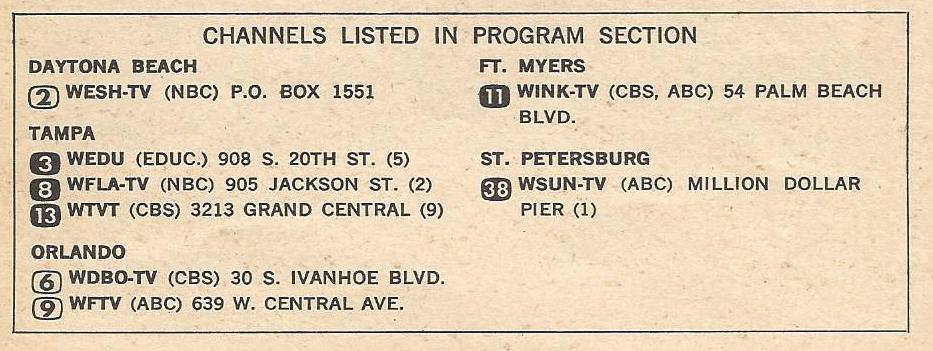 CHANNELS LISTED IN PROGRAM SECTION
DAYTONA BEACH
2 WESH-TV (NBC) P.O. BOX 1551
TAMPA
3 WEDU (EDUC.) 908 S. 20TH ST. (5)
8 WFLA-TV (NBC) 905 JACKSON ST. (2)
13 WTVT (CBS) 3213 GRAND CENTRAL (9)
ORLANDO
6 WDBO-TV (CBS) 30 S. IVANHOE BLVD.
9 WFTV (ABC) 639 W. CENTRAL AVE.
FT. MYERS
11 WINK-TV (CBS, ABC) 54 PALM BEACH
BLVD.
ST. PETERSBURG
38 WSUN-TV (ABC) MILLION DOLLAR
PIER (1)